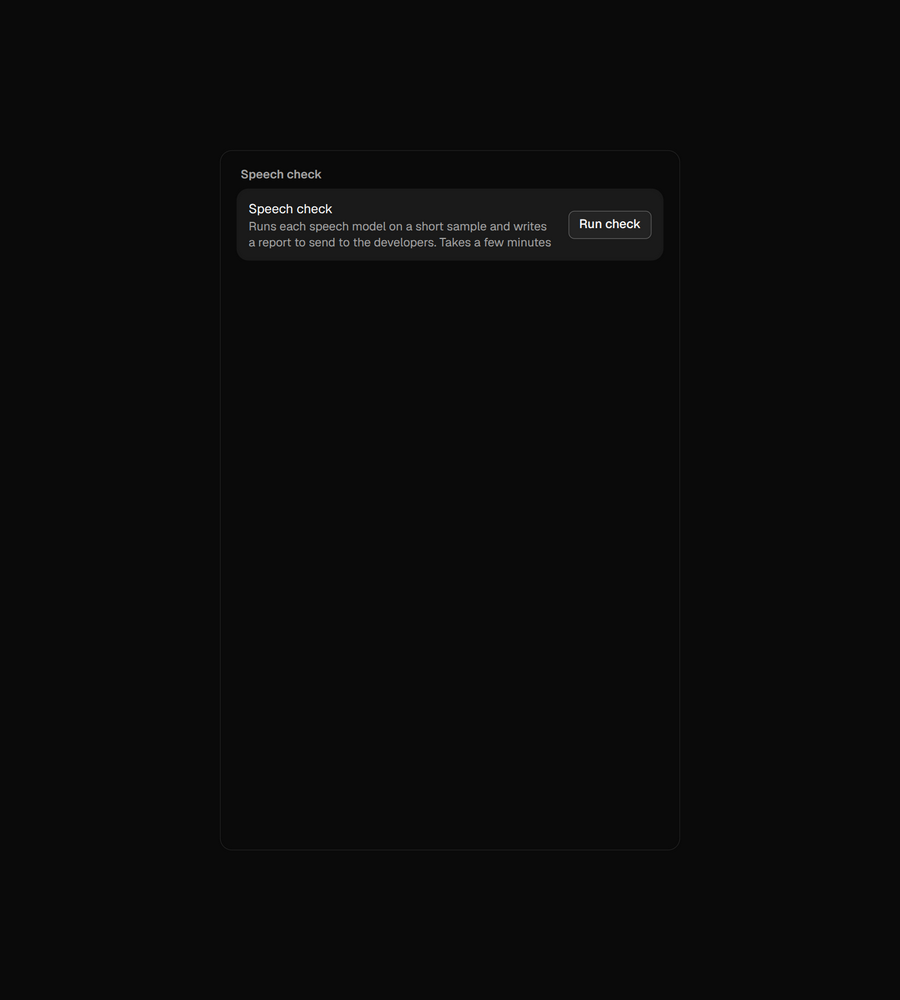 Speech check
Speech check
Runs each speech model on a short sample and writes
a report to send to the developers. Takes a few minutes
Run check